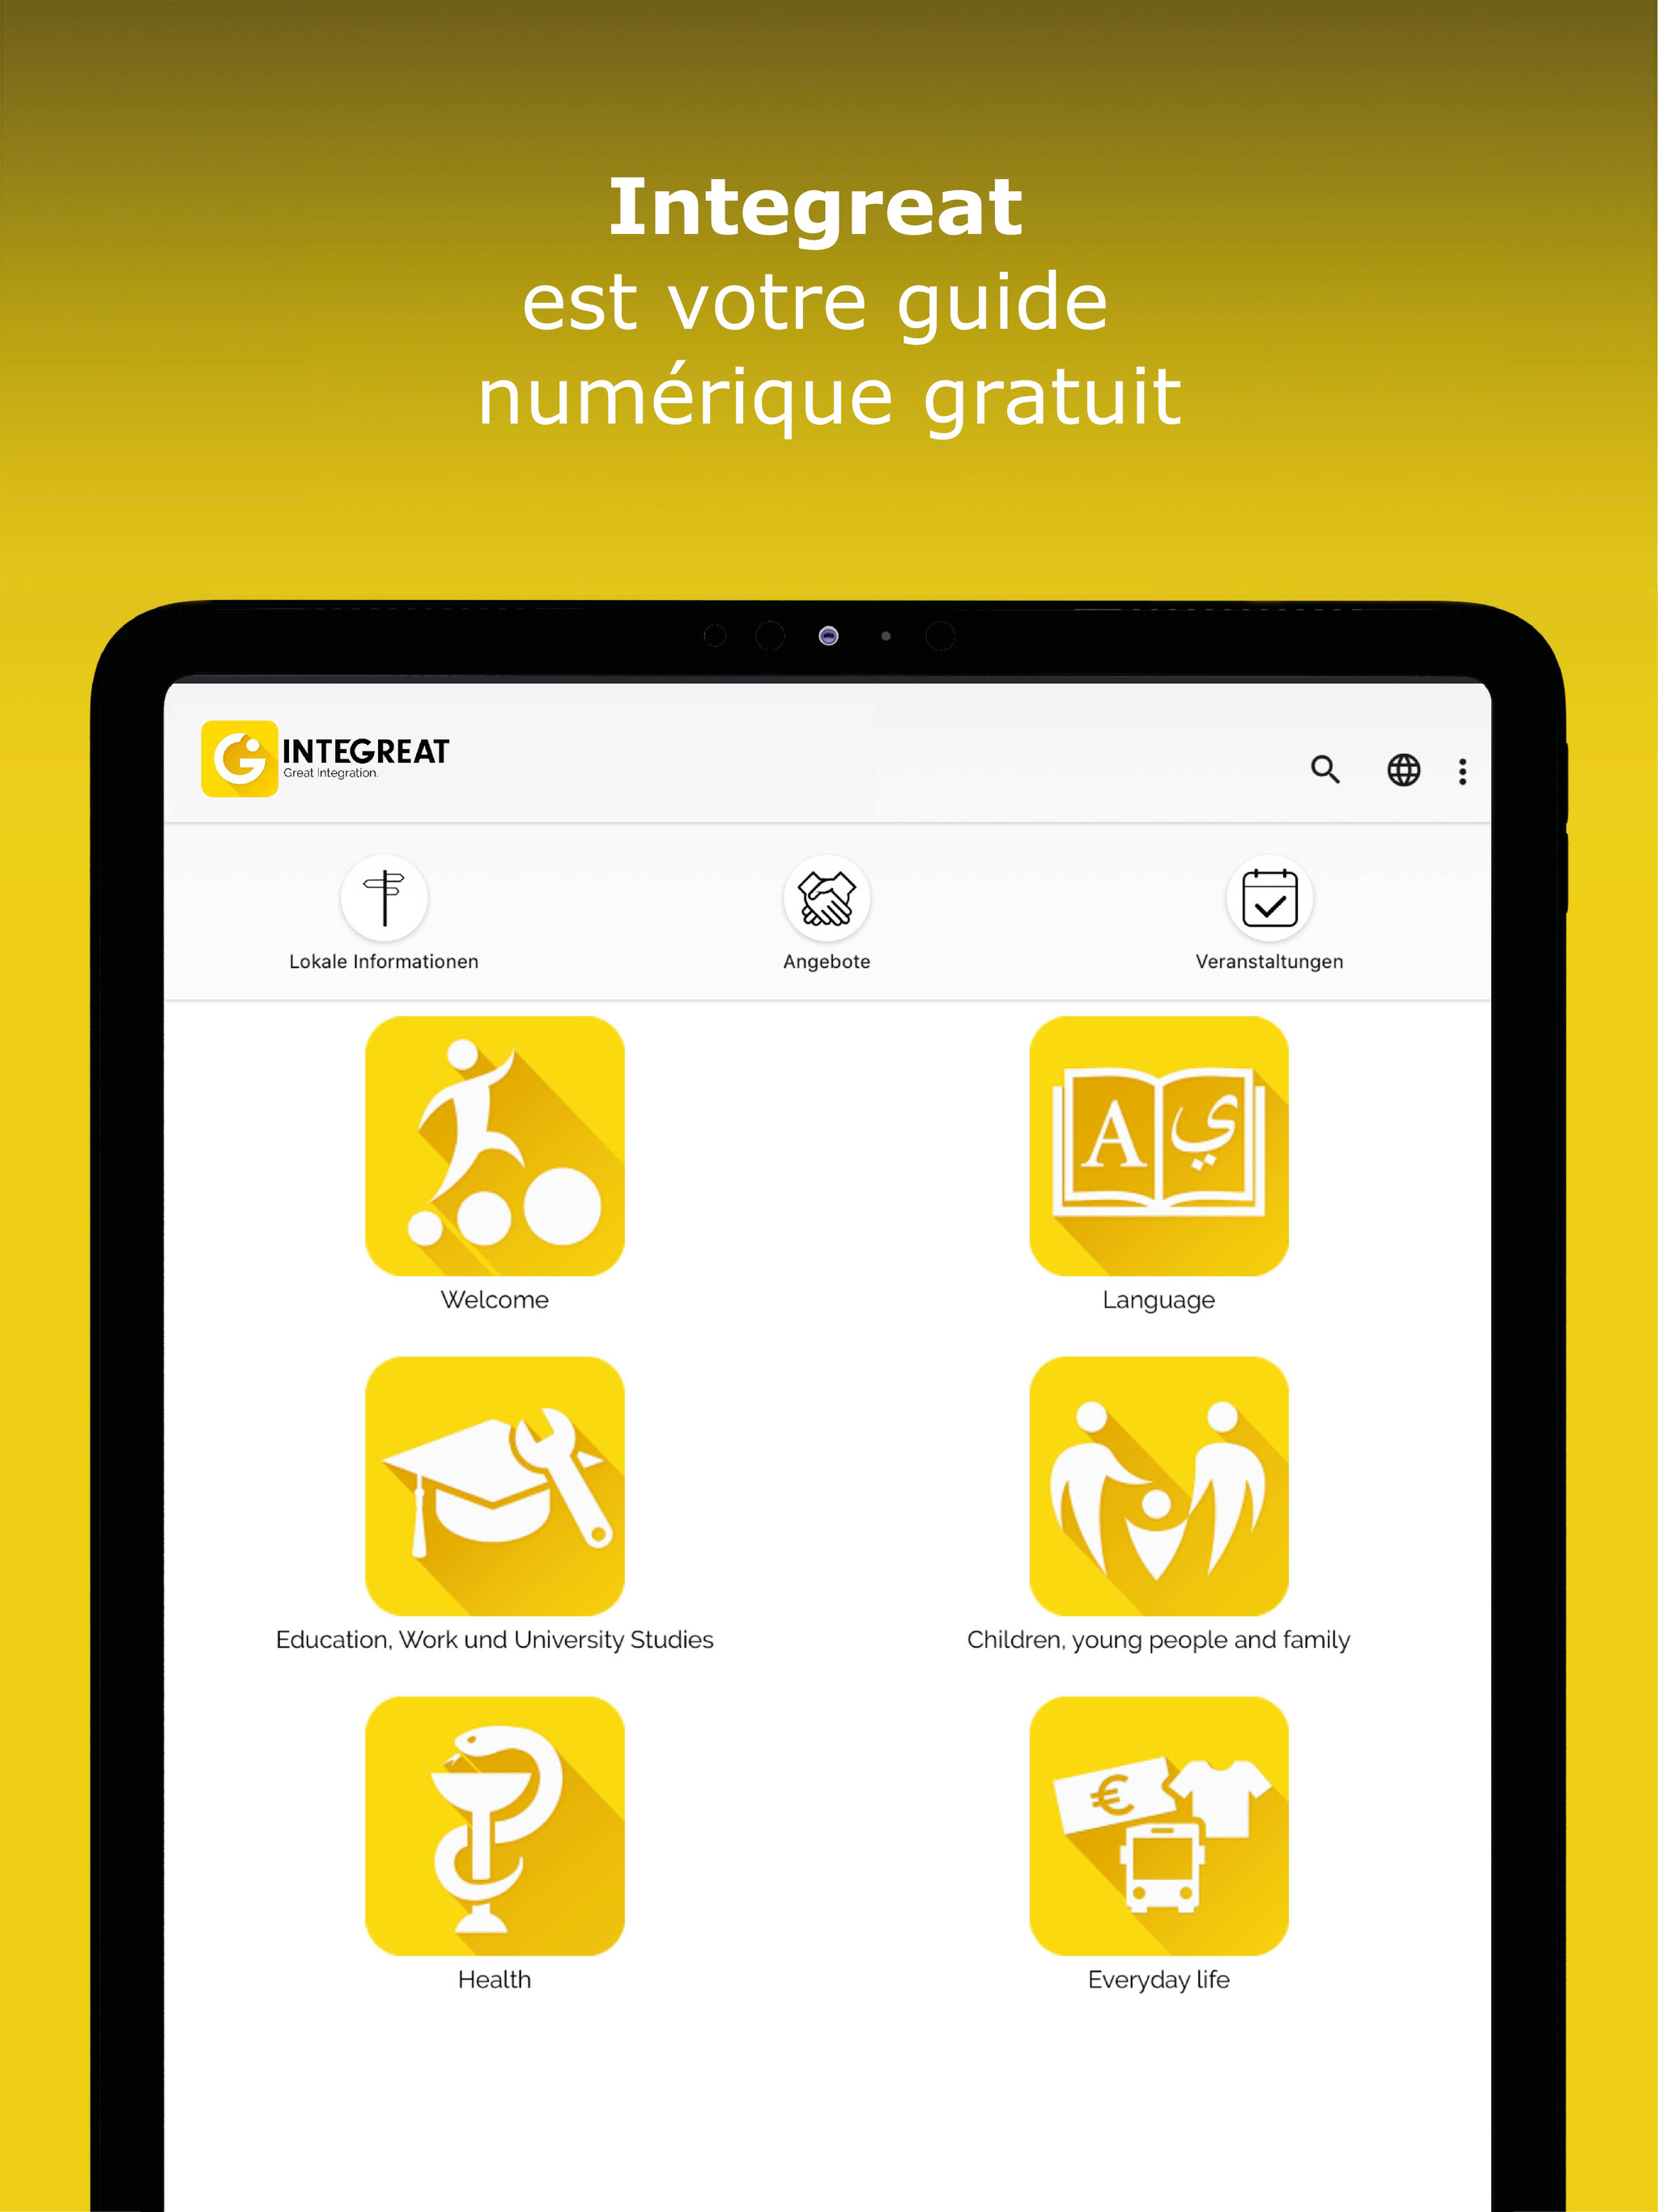 Integreat
est votre guide
numérique gratuit
INTEGREAT
Great Integration.
Lokale Informationen
Angebote
Veranstaltungen
A ي
Welcome
Language
Education, Work und University Studies
Children, young people and family
€
Health
Everyday life